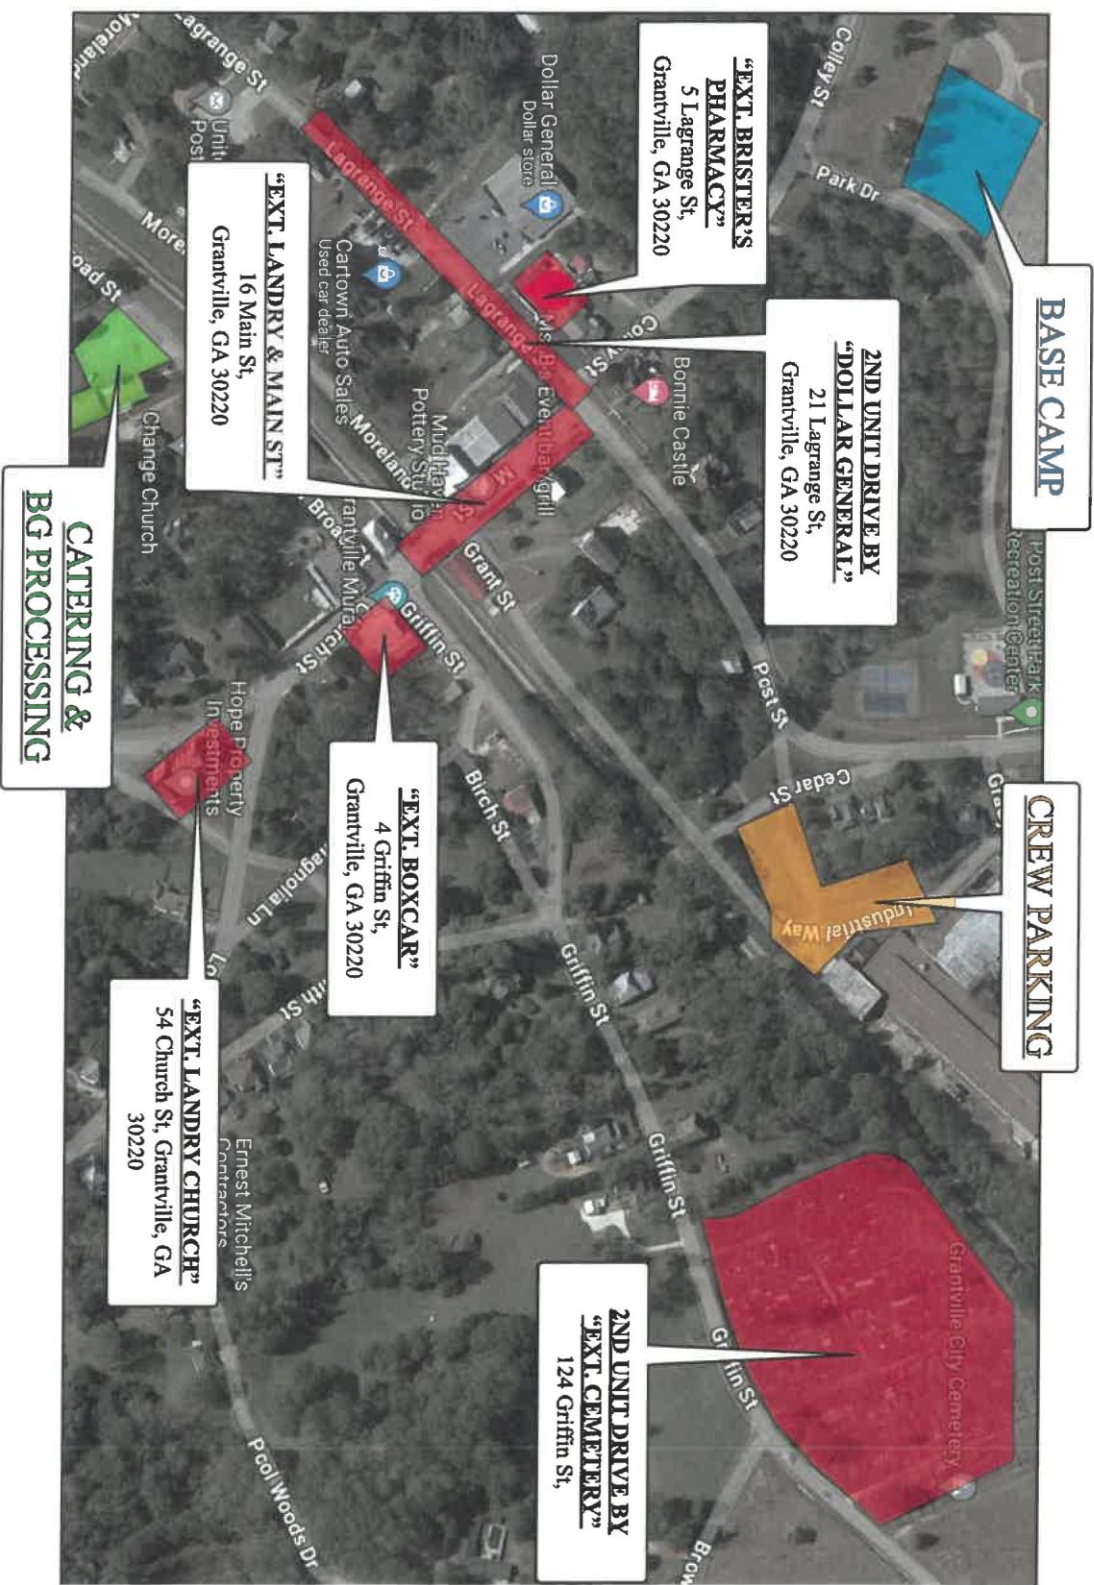 BASE CAMP
CREW PARKING
"EXT. BRISTER'S
PHARMACY"
5 Lagrange St,
Grantville, GA 30220
2ND UNIT DRIVE BY
"DOLLAR GENERAL"
21 Lagrange St,
Grantville, GA 30220
"EXT. LANDRY & MAIN ST"
16 Main St,
Grantville, GA 30220
CATERING &
BG PROCESSING
"EXT. BOXCAR"
4 Griffin St,
Grantville, GA 30220
"EXT. LANDRY CHURCH"
54 Church St, Grantville, GA
30220
2ND UNIT DRIVE BY
"EXT. CEMETERY"
124 Griffin St,
Colley St
Park Dr
Post Street Park
Recreation Center
Dollar General
Dollar store
Lagrange St
Lagrange St
Cartown Auto Sales
Used car dealer
Bonnie Castle
Post St
Cedar St
Industrial Way
Grant St
Griffin St
Birch St
Griffin St
Griffin St
Griffin St
Grantville City Cemetery
Change Church
Hope Property
Investments
Ernest Mitchell's
Contractors
Pool Woods Dr